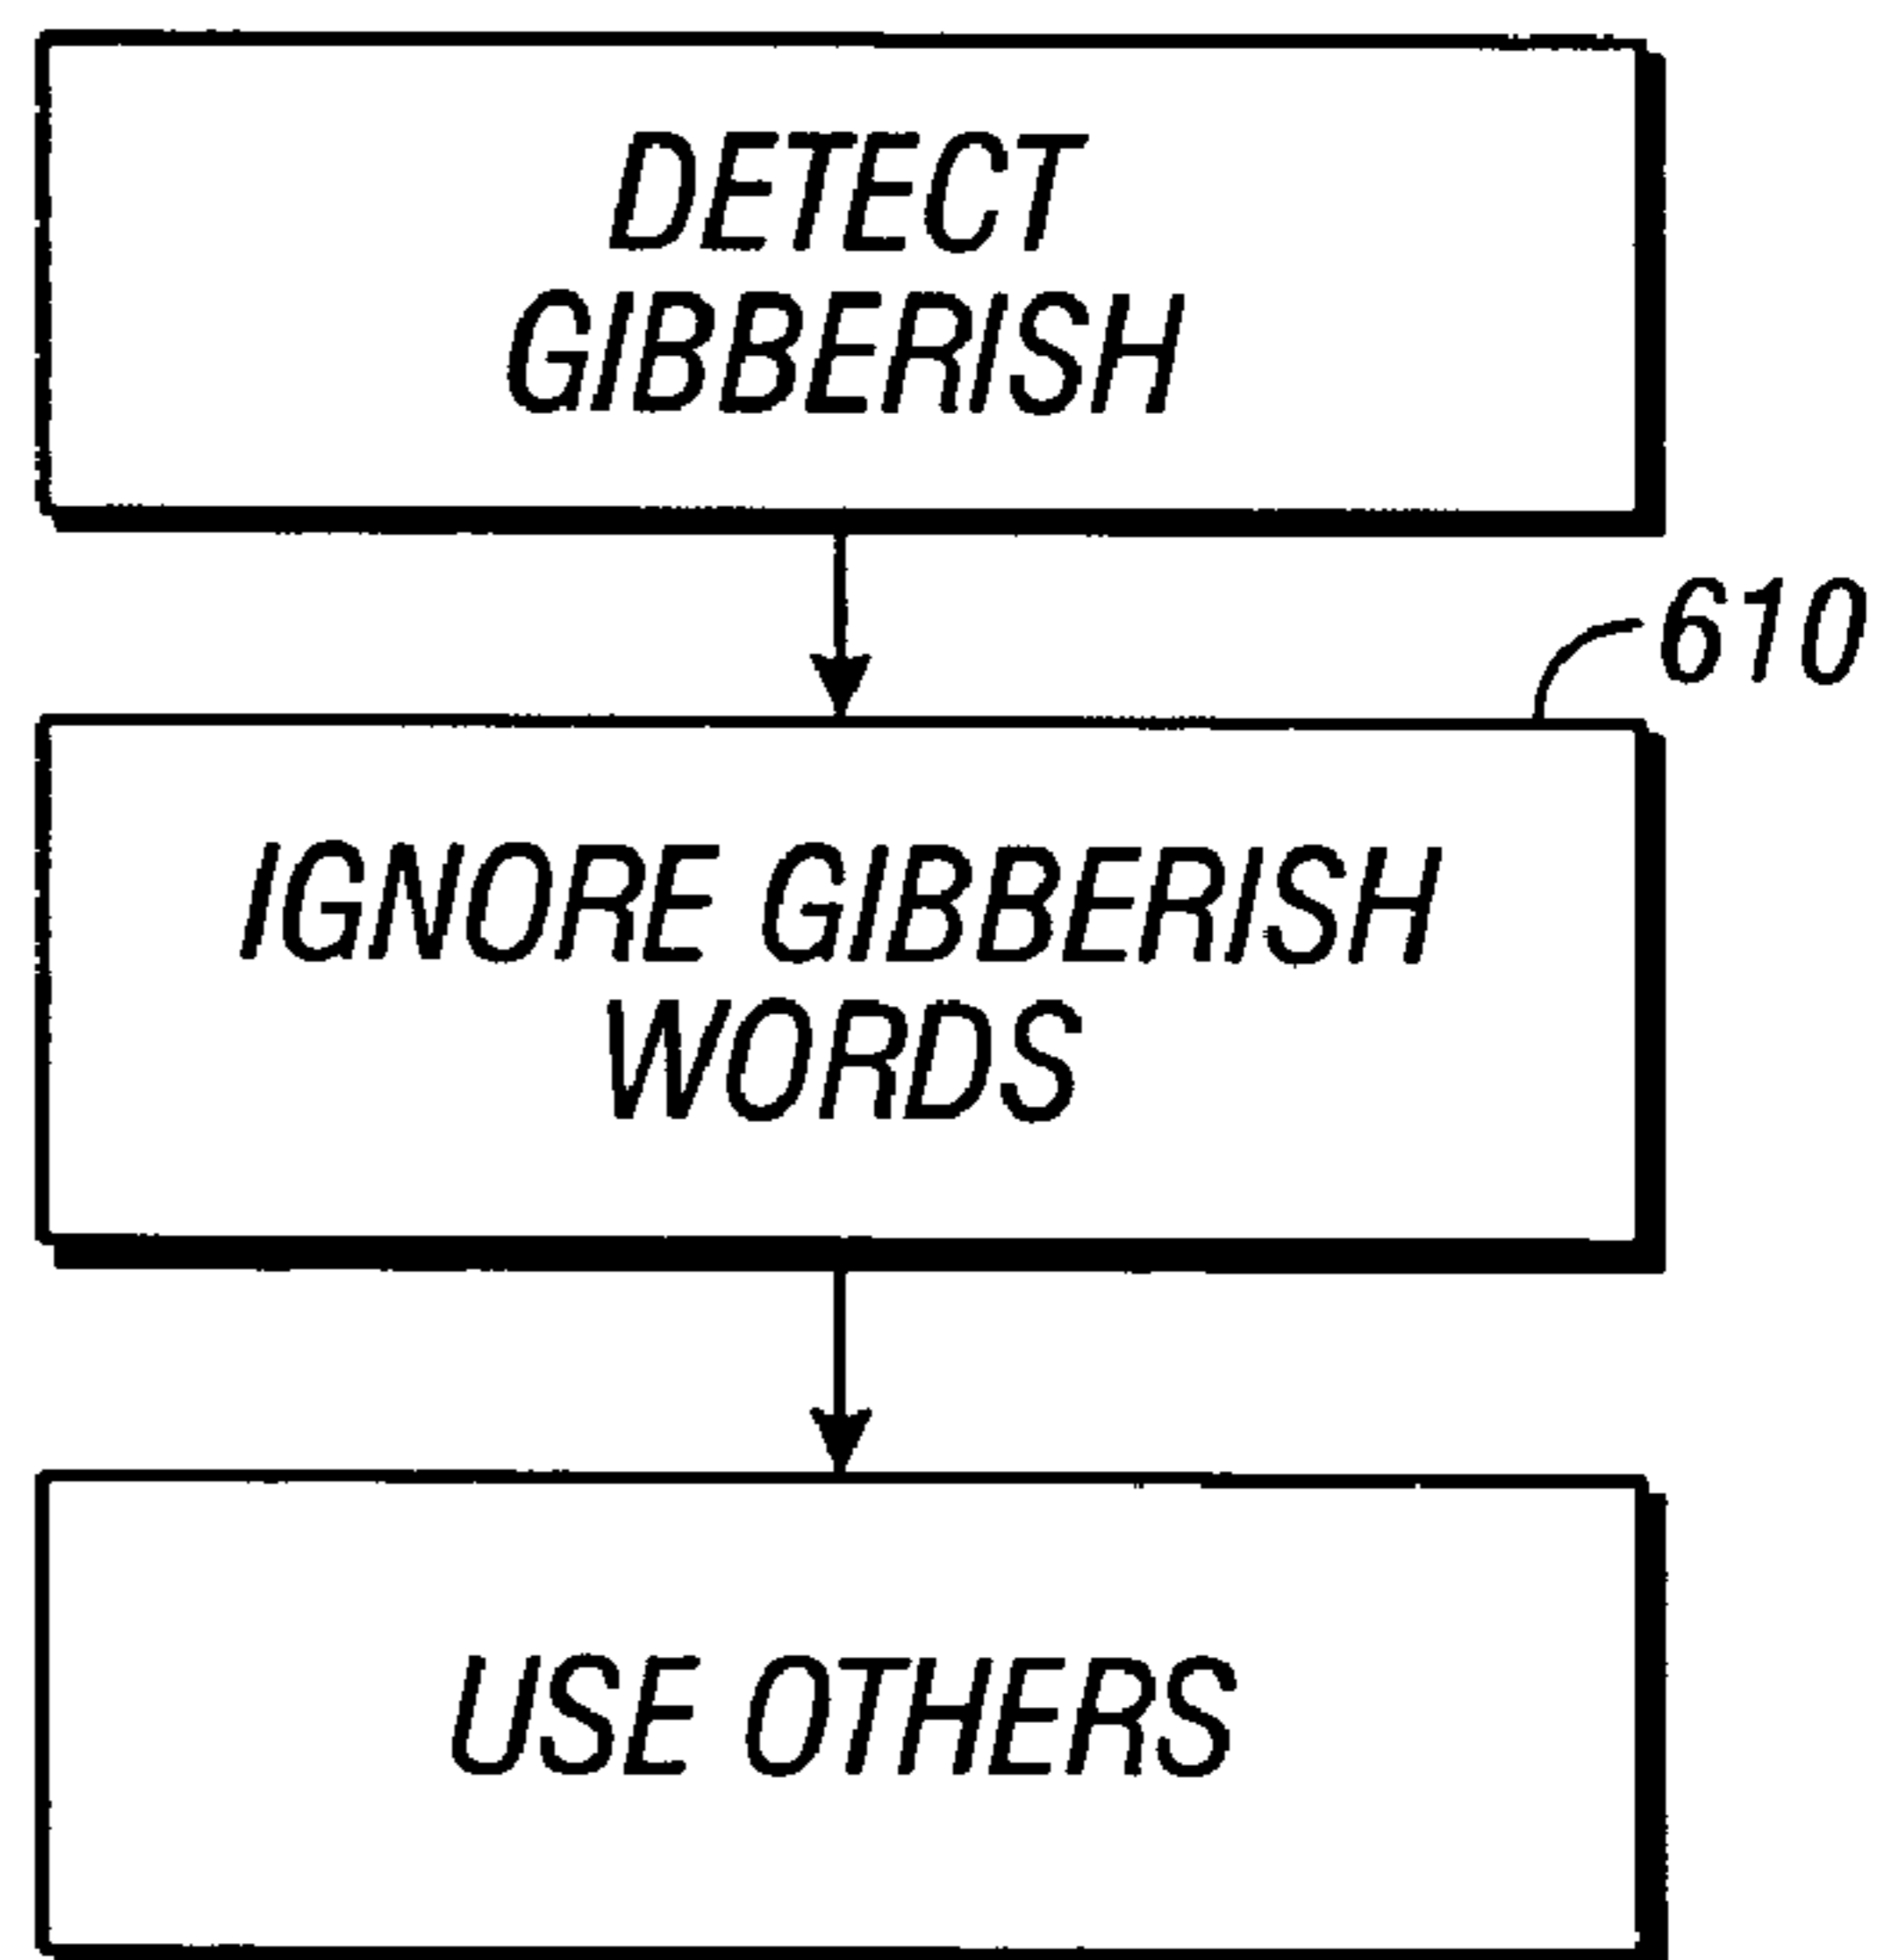 DETECT
GIBBERISH
610
IGNORE GIBBERISH
WORDS
USE OTHERS